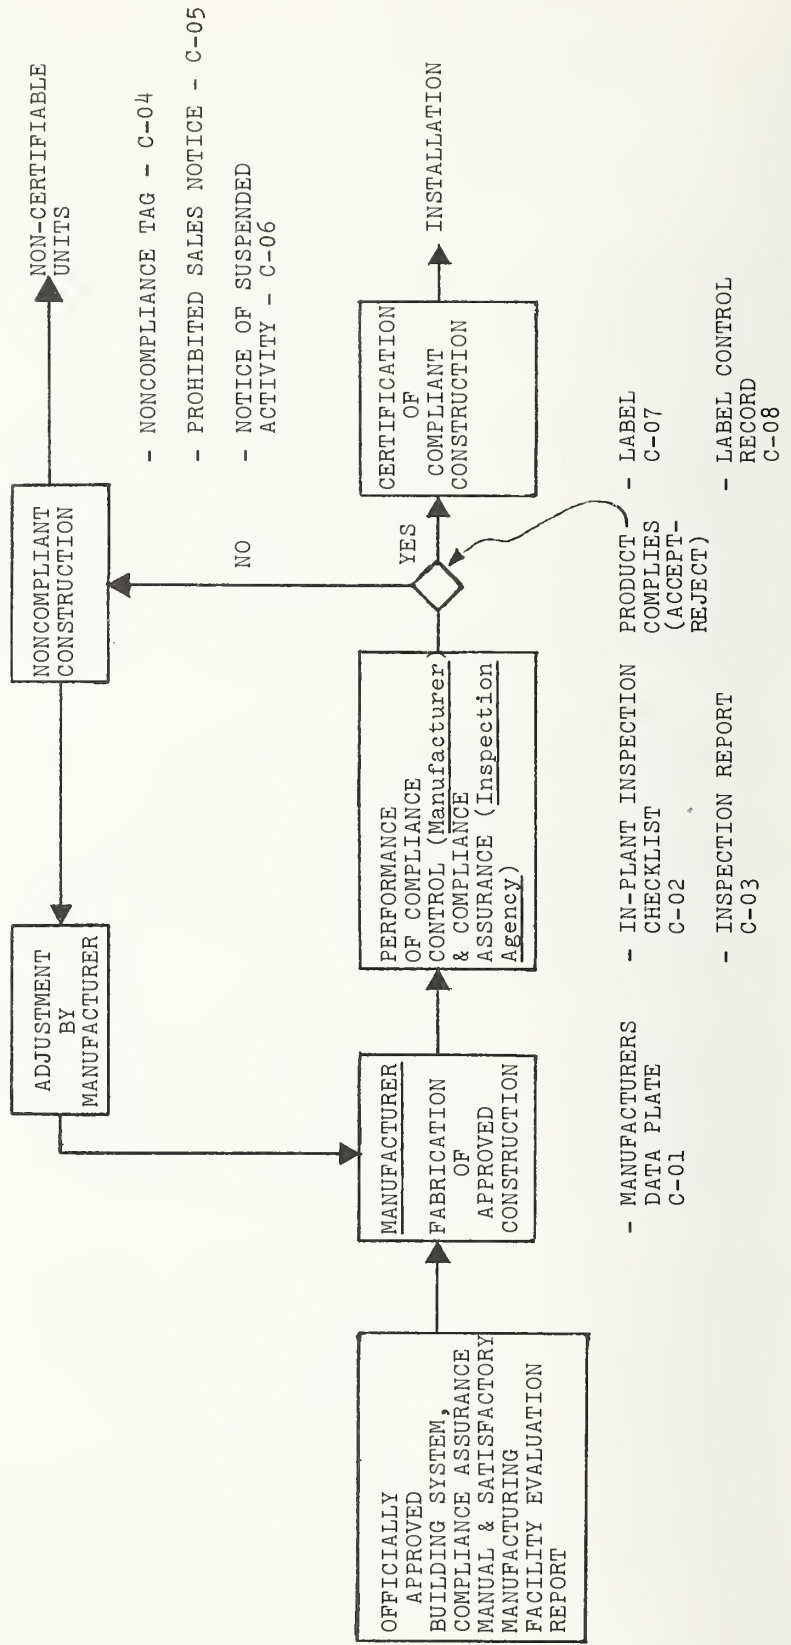 OFFICIALLY
APPROVED
BUILDING SYSTEM,
COMPLIANCE ASSURANCE
MANUAL & SATISFACTORY
MANUFACTURING
FACILITY EVALUATION
REPORT
MANUFACTURER
FABRICATION
OF
APPROVED
CONSTRUCTION
- MANUFACTURERS
DATA PLATE
C-01
ADJUSTMENT
BY
MANUFACTURER
PERFORMANCE
OF COMPLIANCE
CONTROL (Manufacturer)
& COMPLIANCE
ASSURANCE (Inspection
Agency)
- IN-PLANT INSPECTION
CHECKLIST
C-02
- INSPECTION REPORT
C-03
NONCOMPLIANT
CONSTRUCTION
NO
YES
PRODUCT
COMPLIES
(ACCEPT-
REJECT)
NON-CERTIFIABLE
UNITS
- NONCOMPLIANCE TAG - C-04
- PROHIBITED SALES NOTICE - C-05
- NOTICE OF SUSPENDED
ACTIVITY - C-06
CERTIFICATION
OF
COMPLIANT
CONSTRUCTION
INSTALLATION
- LABEL
C-07
- LABEL CONTROL
RECORD
C-08